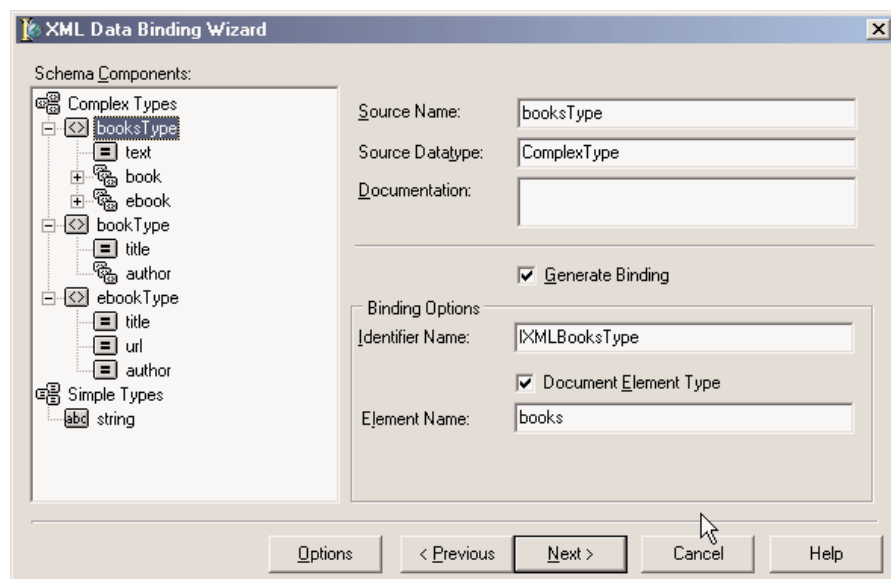 XML Data Binding Wizard
Schema Components:
Complex Types
booksType
text
book
ebook
bookType
title
author
ebookType
title
url
author
Simple Types
abc string
Source Name: booksType
Source Datatype: ComplexType
Documentation:
Generate Binding
Binding Options
Identifier Name: IXMLBooksType
Document Element Type
Element Name: books
Options < Previous Next > Cancel Help